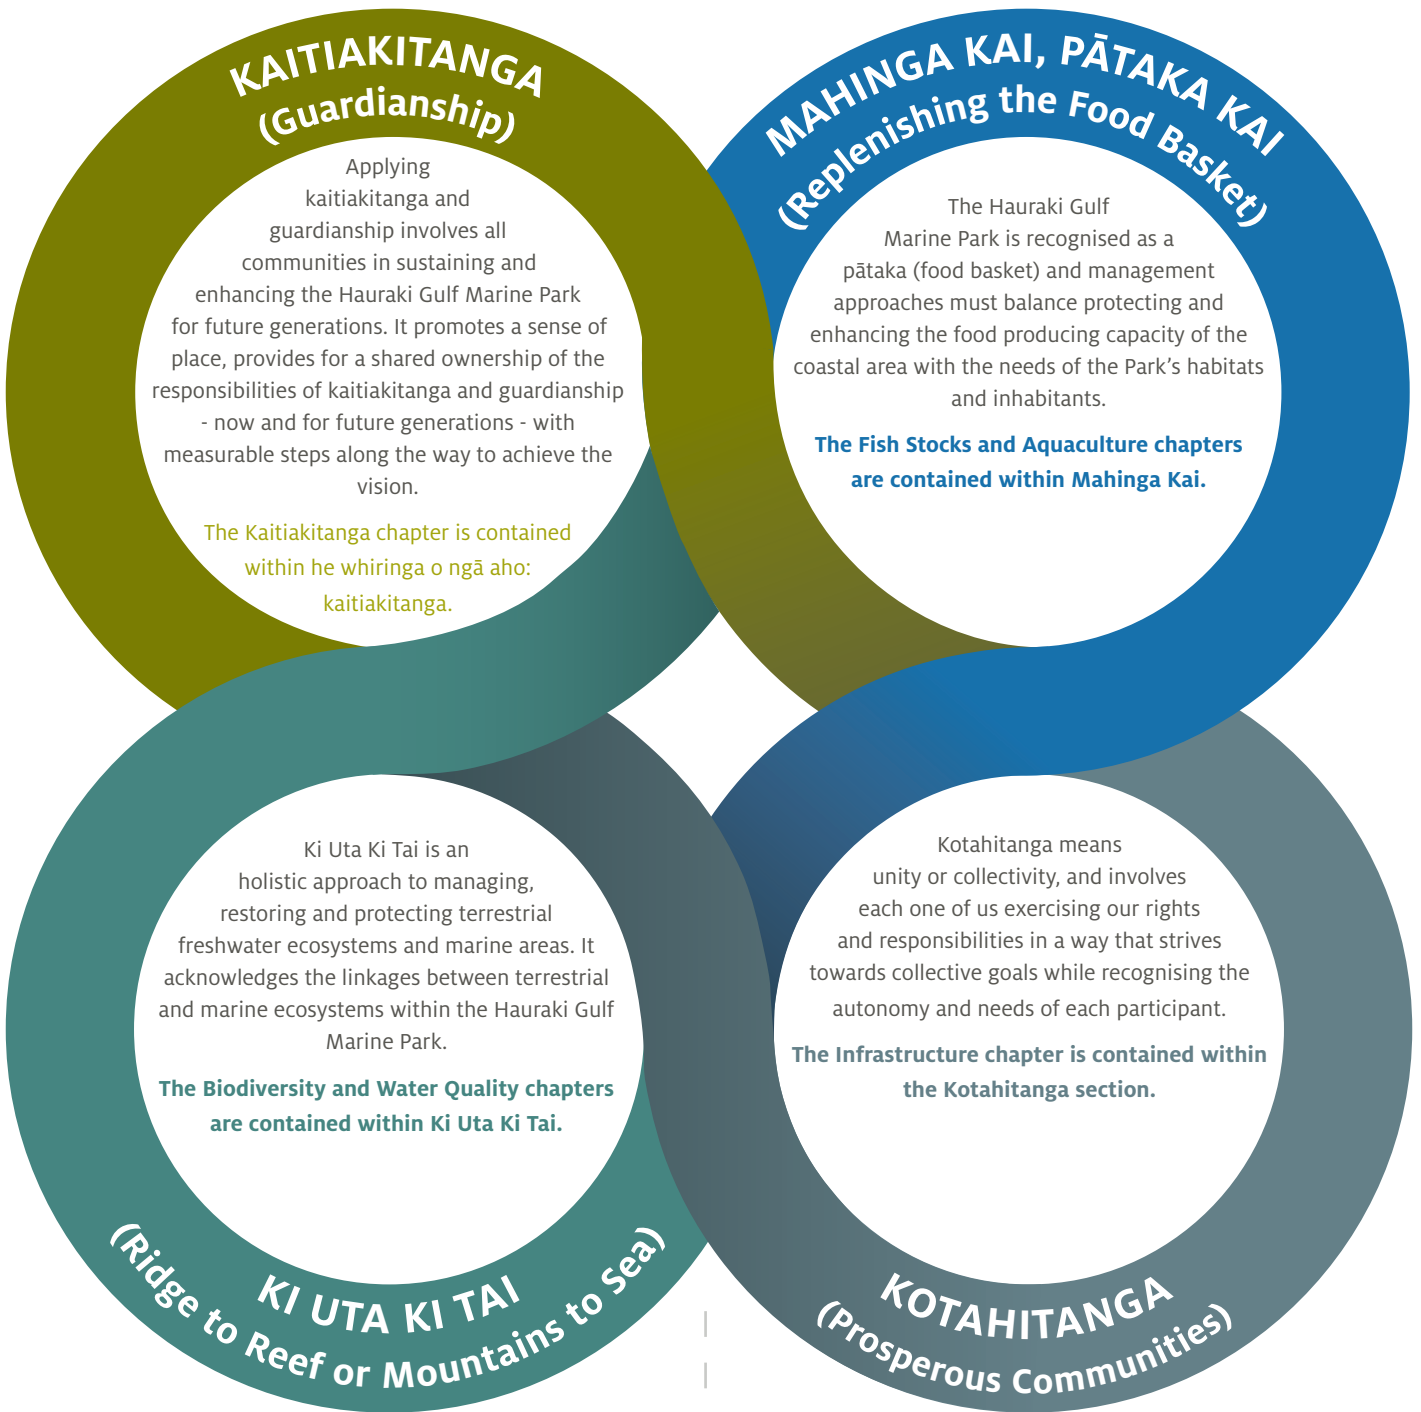 KAITIAKITANGA
(Guardianship)
Applying
kaitiakitanga and
guardianship involves all
communities in sustaining and
enhancing the Hauraki Gulf Marine Park
for future generations. It promotes a sense of
place, provides for a shared ownership of the
responsibilities of kaitiakitanga and guardianship
- now and for future generations - with
measurable steps along the way to achieve the
vision.
The Kaitiakitanga chapter is contained
within he whiringa o ngā aho:
kaitiakitanga.
MAHINGA KAI, PĀTAKA KAI
(Replenishing the Food Basket)
The Hauraki Gulf
Marine Park is recognised as a
pātaka (food basket) and management
approaches must balance protecting and
enhancing the food producing capacity of the
coastal area with the needs of the Park’s habitats
and inhabitants.
The Fish Stocks and Aquaculture chapters
are contained within Mahinga Kai.
Ki Uta Ki Tai is an
holistic approach to managing,
restoring and protecting terrestrial
freshwater ecosystems and marine areas. It
acknowledges the linkages between terrestrial
and marine ecosystems within the Hauraki Gulf
Marine Park.
The Biodiversity and Water Quality chapters
are contained within Ki Uta Ki Tai.
KI UTA KI TAI
(Ridge to Reef or Mountains to Sea)
Kotahitanga means
unity or collectivity, and involves
each one of us exercising our rights
and responsibilities in a way that strives
towards collective goals while recognising the
autonomy and needs of each participant.
The Infrastructure chapter is contained within
the Kotahitanga section.
KOTAHITANGA
(Prosperous Communities)